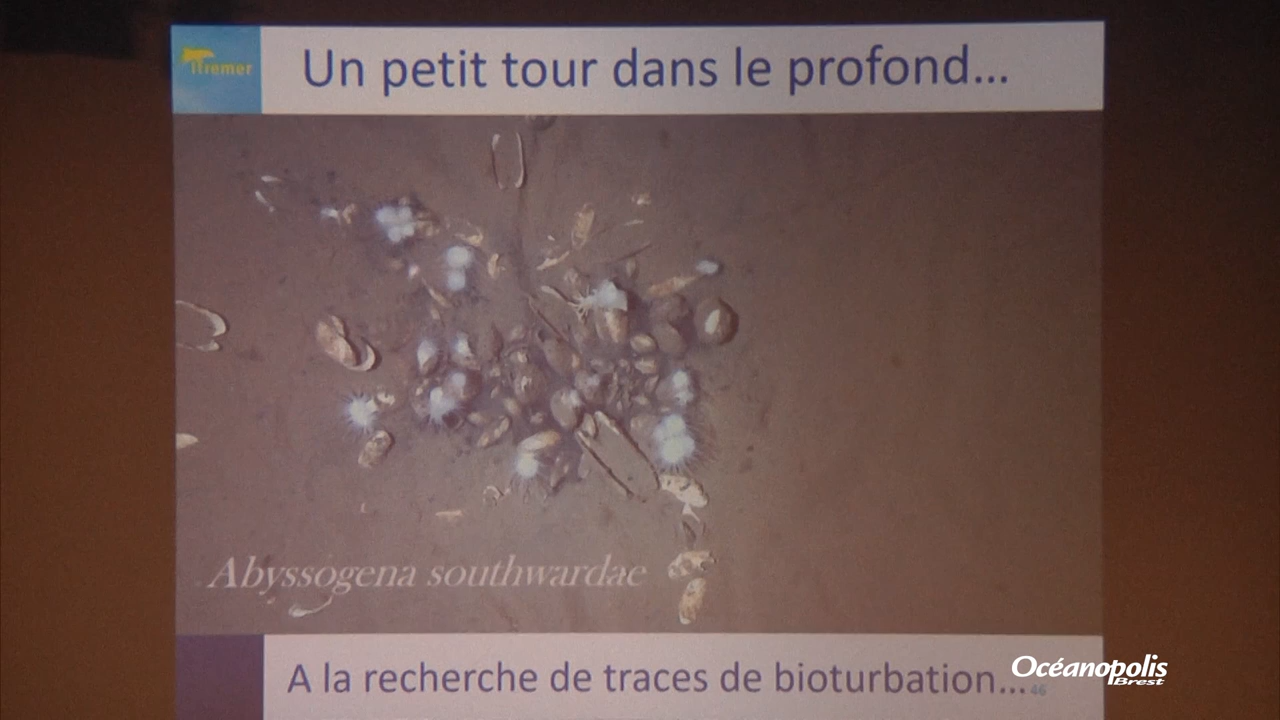 Ifremer
Un petit tour dans le profond...
Abyssogena southwardae
A la recherche de traces de bioturbation...
46
Océanopolis
Brest